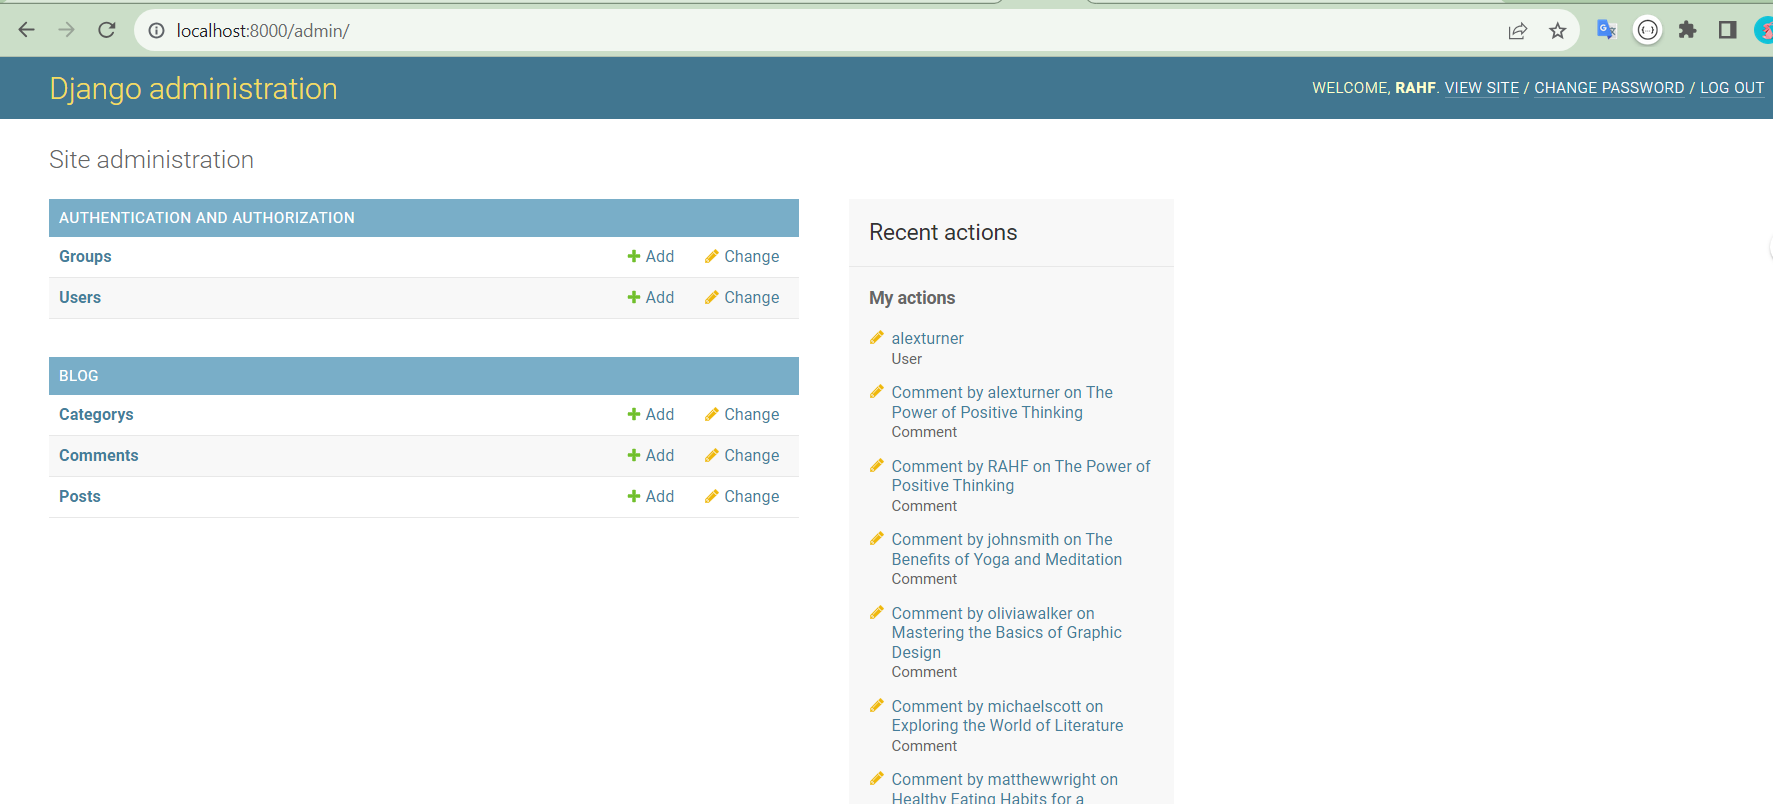 localhost:8000/admin/
Django administration
WELCOME, RAHF. VIEW SITE / CHANGE PASSWORD / LOG OUT
Site administration
AUTHENTICATION AND AUTHORIZATION
Groups Add Change
Users Add Change
BLOG
Categorys Add Change
Comments Add Change
Posts Add Change
Recent actions
My actions
alexturner
User
Comment by alexturner on The
Power of Positive Thinking
Comment
Comment by RAHF on The Power of
Positive Thinking
Comment
Comment by johnsmith on The
Benefits of Yoga and Meditation
Comment
Comment by oliviawalker on
Mastering the Basics of Graphic
Design
Comment
Comment by michaelscott on
Exploring the World of Literature
Comment
Comment by matthewwright on
Healthy Eating Habits for a